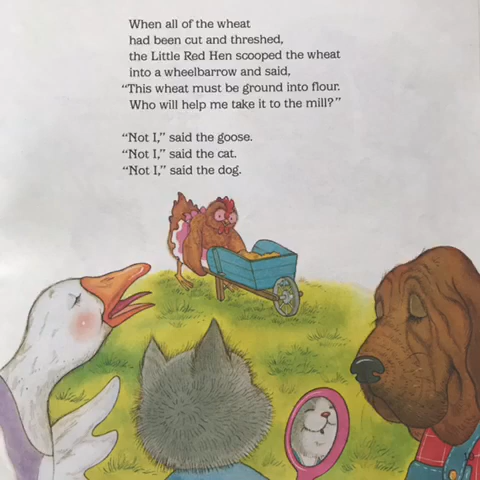 When all of the wheat
had been cut and threshed,
the Little Red Hen scooped the wheat
into a wheelbarrow and said,
“This wheat must be ground into flour.
Who will help me take it to the mill?”
“Not I,” said the goose.
“Not I,” said the cat.
“Not I,” said the dog.